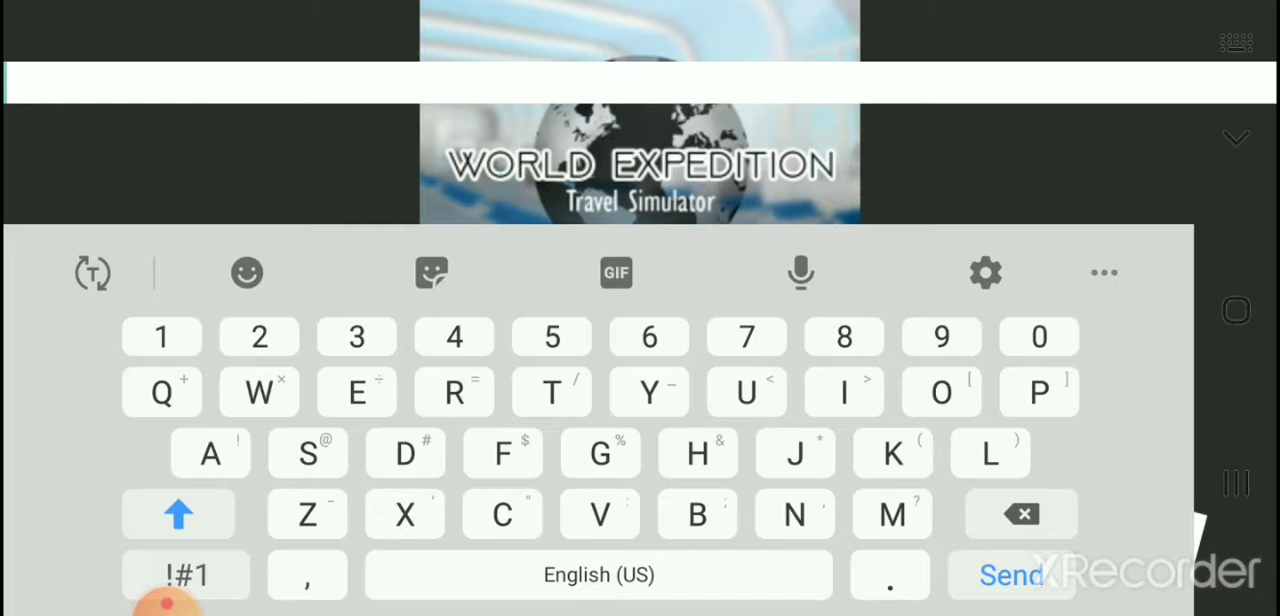 WORLD EXPEDITION
Travel Simulator
T GIF
1 2 3 4 5 6 7 8 9 0
Q + W × E ÷ R = T / Y _ U < I > O [ P ]
A ! S @ D # F $ G % H & J * K ( L )
Z - X ' C " V : B ; N , M ?
!#1 , English (US) . Send
XRecorder